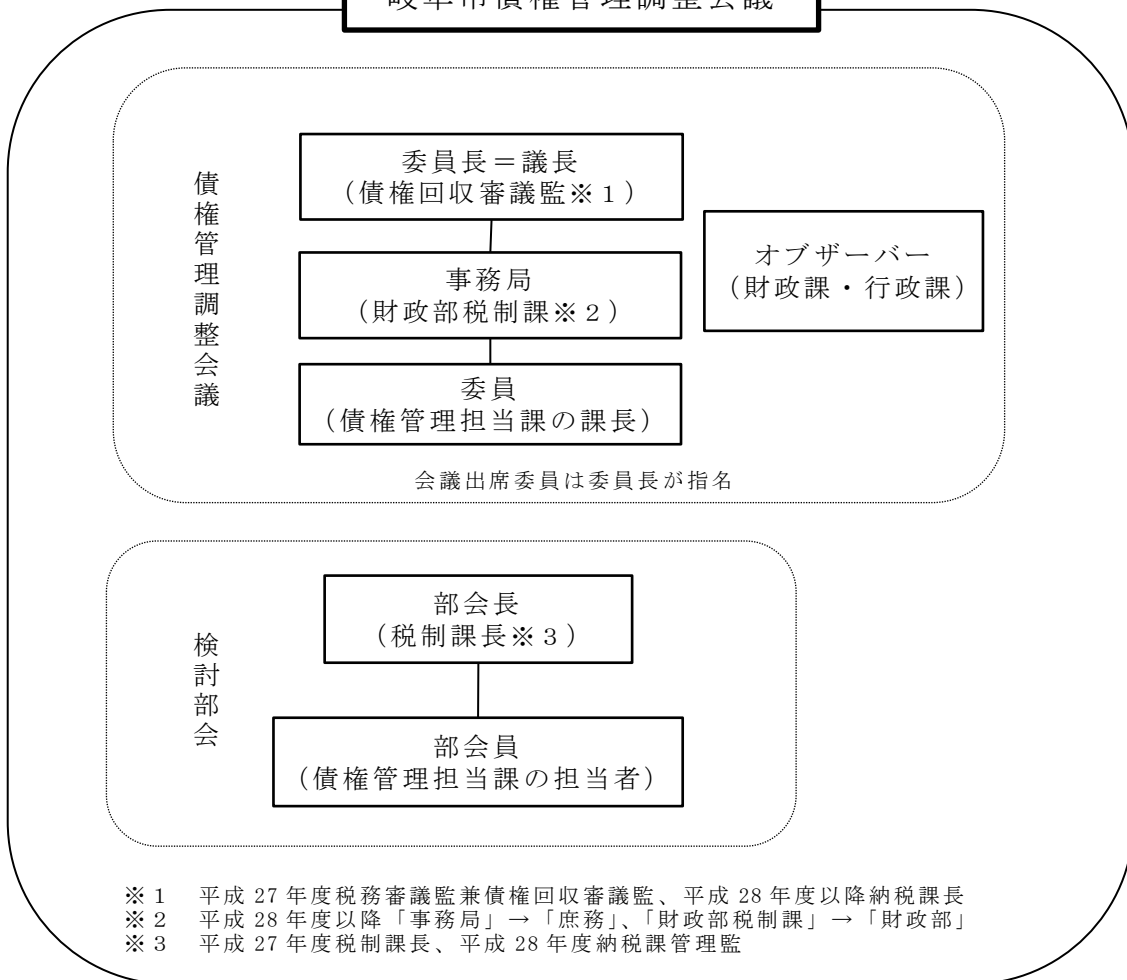 岐阜市債権管理調整会議
債権管理調整会議
委員長＝議長
（債権回収審議監※１）
事務局
（財政部税制課※２）
委員
（債権管理担当課の課長）
オブザーバー
（財政課・行政課）
会議出席委員は委員長が指名
検討部会
部会長
（税制課長※３）
部会員
（債権管理担当課の担当者）
※１　平成 27 年度税務審議監兼債権回収審議監、平成 28 年度以降納税課長
※２　平成 28 年度以降「事務局」→「庶務」、「財政部税制課」→「財政部」
※３　平成 27 年度税制課長、平成 28 年度納税課管理監